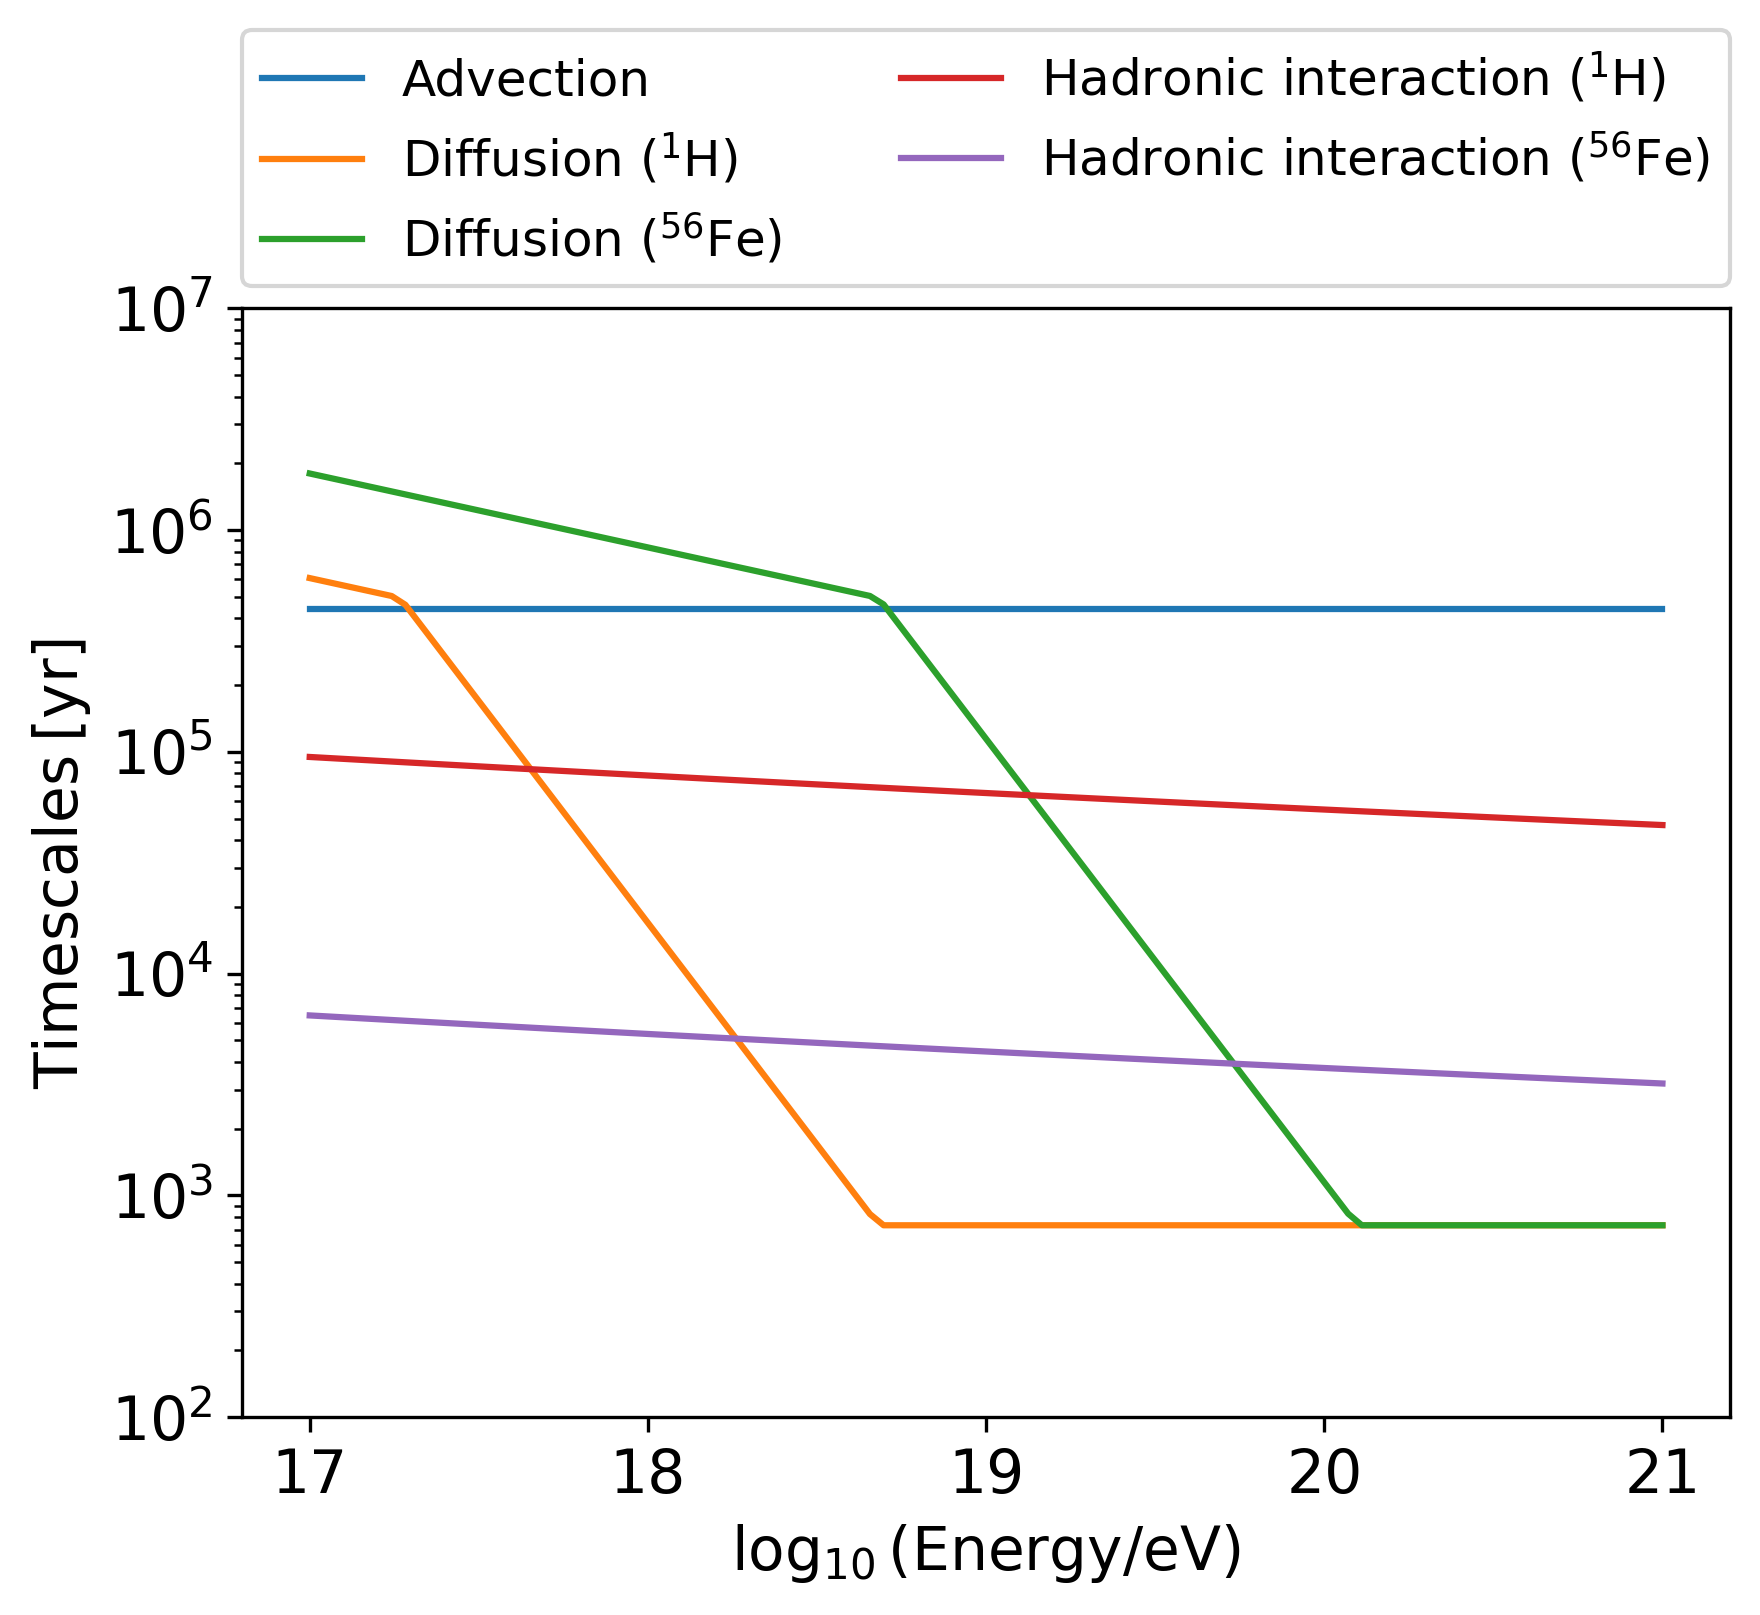 Advection
Diffusion (¹H)
Diffusion (⁵⁶Fe)
Hadronic interaction (¹H)
Hadronic interaction (⁵⁶Fe)
10⁷
10⁶
10⁵
10⁴
10³
10²
Timescales [yr]
17 18 19 20 21
log₁₀ (Energy/eV)